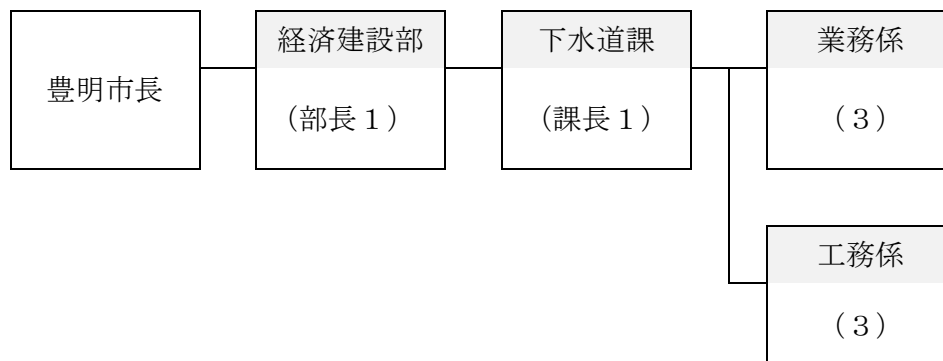 豊明市長
経済建設部
（部長１）
下水道課
（課長１）
業務係
（３）
工務係
（３）